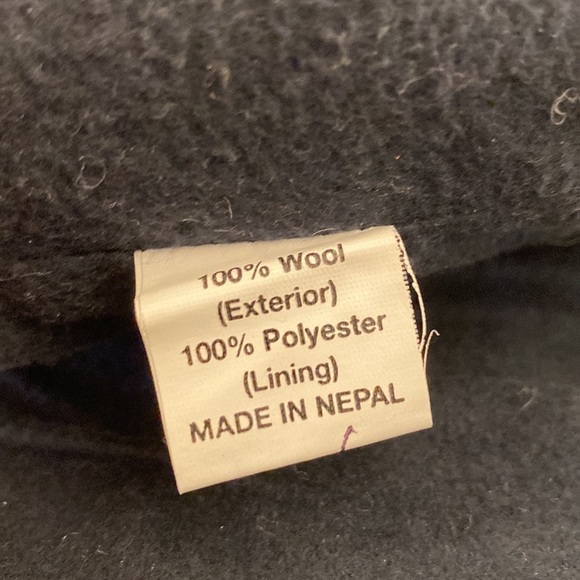 100% Wool
(Exterior)
100% Polyester
(Lining)
MADE IN NEPAL